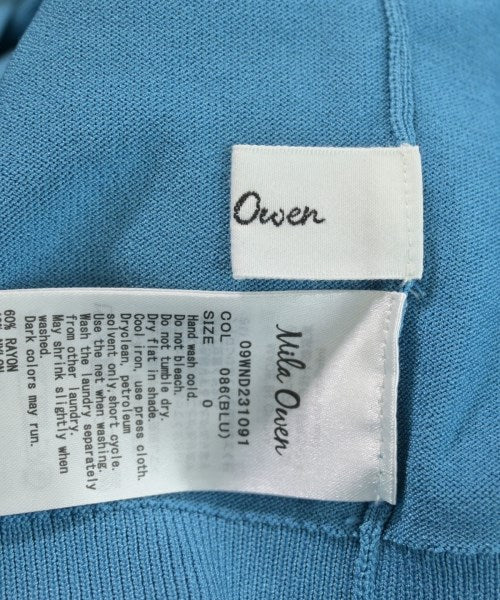 Owen
Mila Owen
09WND231091
COL 086(BLU)
SIZE 0
Hand wash cold.
Do not bleach.
Do not tumble dry.
Dry flat in shade
Cool iron, use press cloth.
Dryclean, petroleum
solvent only, short cycle.
Use the net when washing.
Wash the laundry separately
from other laundry.
May shrink slightly when
washed.
Dark colors may run.
60% RAYON
NYLON